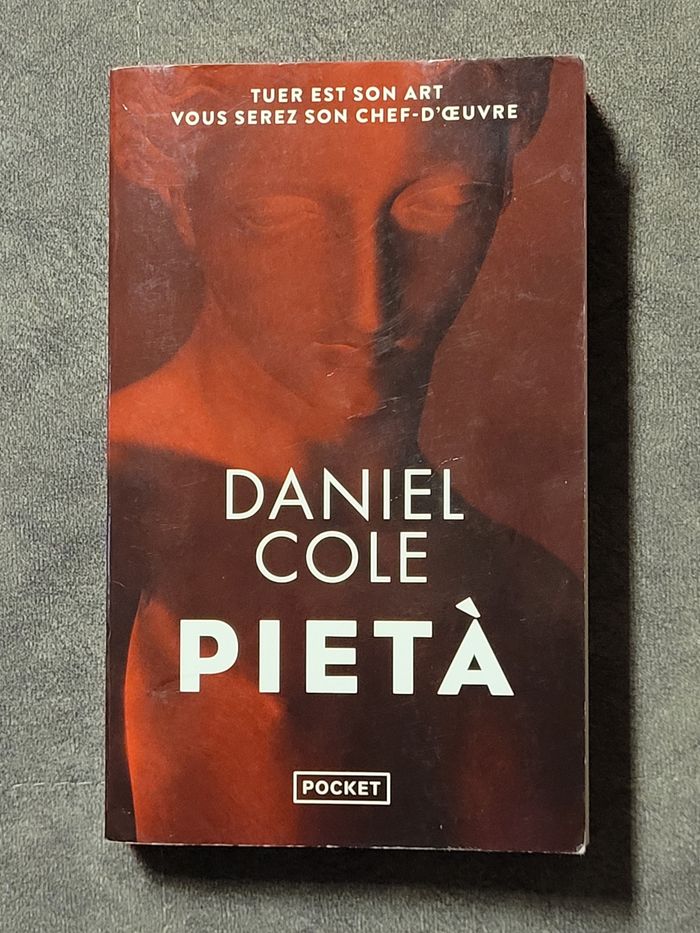 TUER EST SON ART
VOUS SEREZ SON CHEF-D'ŒUVRE
DANIEL
COLE
PIETÀ
POCKET